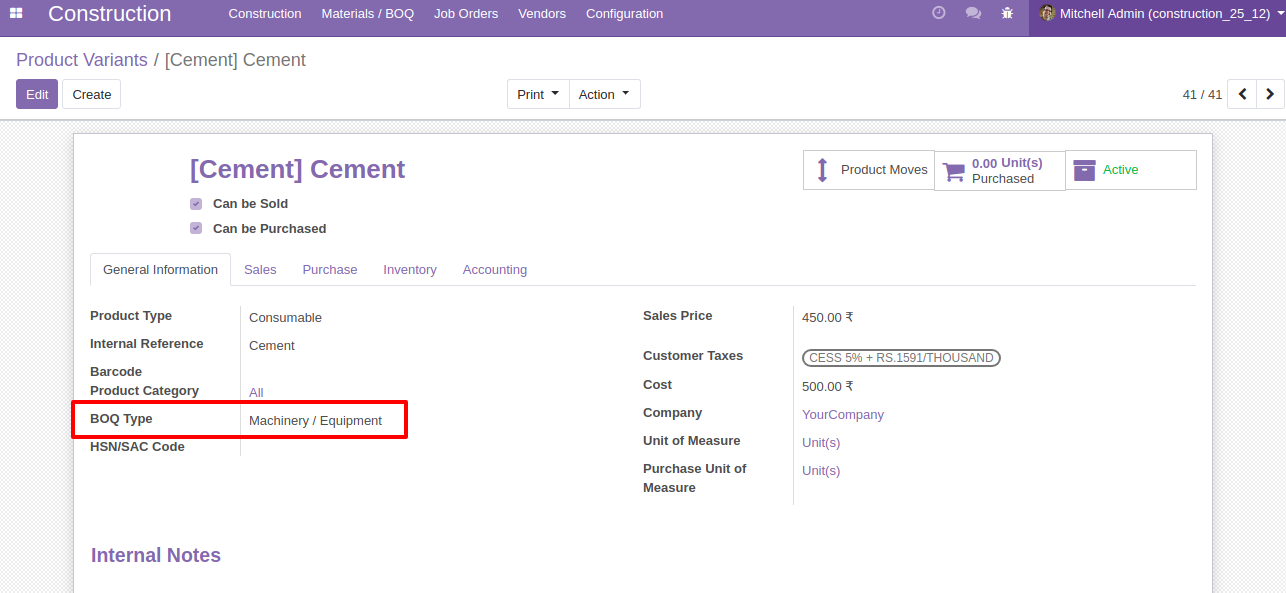 Construction Construction Materials / BOQ Job Orders Vendors Configuration Mitchell Admin (construction_25_12)
Product Variants / [Cement] Cement
Edit Create Print Action 41 / 41
[Cement] Cement
Can be Sold
Can be Purchased
Product Moves
0.00 Unit(s)
Purchased
Active
General Information Sales Purchase Inventory Accounting
Product Type Consumable
Internal Reference Cement
Barcode
Product Category All
BOQ Type Machinery / Equipment
HSN/SAC Code
Sales Price 450.00 ₹
Customer Taxes CESS 5% + RS.1591/THOUSAND
Cost 500.00 ₹
Company YourCompany
Unit of Measure Unit(s)
Purchase Unit of Unit(s)
Measure
Internal Notes